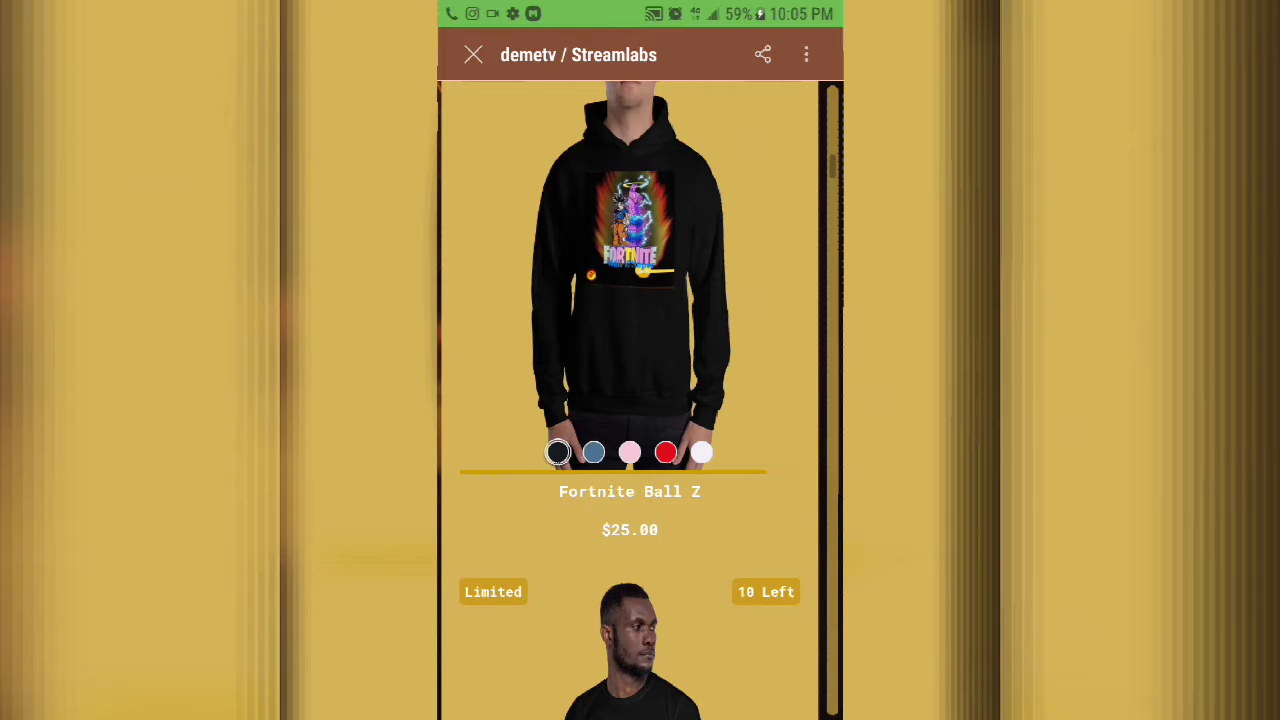 59% 10:05 PM
demetv / Streamlabs
FORTNITE
Fortnite Ball Z
$25.00
Limited
10 Left